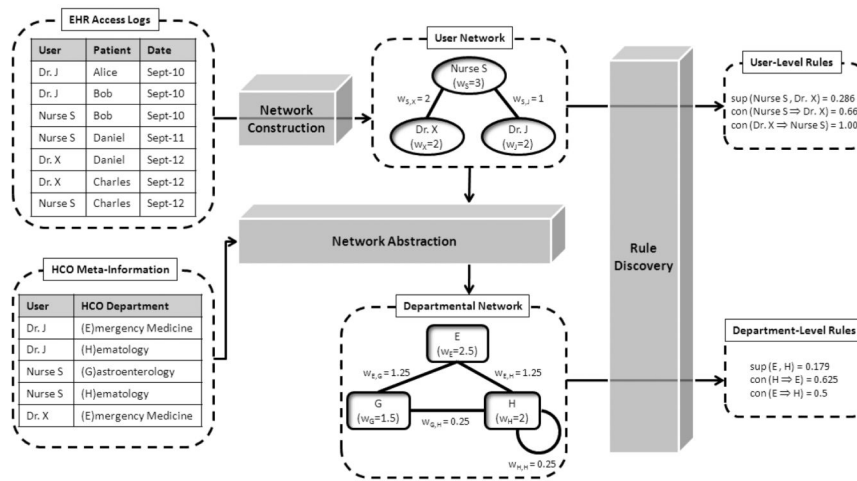 EHR Access Logs
User Patient Date
Dr. J Alice Sept-10
Dr. J Bob Sept-10
Nurse S Bob Sept-10
Nurse S Daniel Sept-11
Dr. X Daniel Sept-12
Dr. X Charles Sept-12
Nurse S Charles Sept-12
Network
Construction
User Network
Nurse S
(wS=3)
wS,X = 2
wS,J = 1
Dr. X
(wX=2)
Dr. J
(wJ=2)
User-Level Rules
sup (Nurse S, Dr. X) = 0.286
con (Nurse S ⇒ Dr. X) = 0.66
con (Dr. X ⇒ Nurse S) = 1.00
Network Abstraction
Rule
Discovery
HCO Meta-Information
User HCO Department
Dr. J (E)mergency Medicine
Dr. J (H)ematology
Nurse S (G)astroenterology
Nurse S (H)ematology
Dr. X (E)mergency Medicine
Departmental Network
E
(wE=2.5)
wE,G = 1.25
wE,H = 1.25
G
(wG=1.5)
wG,H = 0.25
H
(wH=2)
wH,H = 0.25
Department-Level Rules
sup (E, H) = 0.179
con (H ⇒ E) = 0.625
con (E ⇒ H) = 0.5